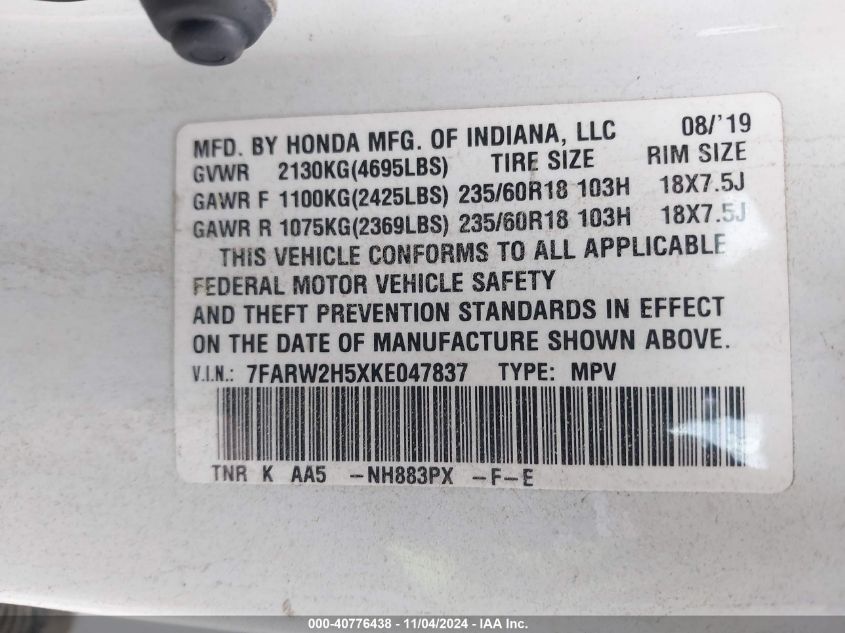 MFD. BY HONDA MFG. OF INDIANA, LLC 08/'19
GVWR 2130KG(4695LBS) TIRE SIZE RIM SIZE
GAWR F 1100KG(2425LBS) 235/60R18 103H 18X7.5J
GAWR R 1075KG(2369LBS) 235/60R18 103H 18X7.5J
THIS VEHICLE CONFORMS TO ALL APPLICABLE
FEDERAL MOTOR VEHICLE SAFETY
AND THEFT PREVENTION STANDARDS IN EFFECT
ON THE DATE OF MANUFACTURE SHOWN ABOVE.
V.I.N.: 7FARW2H5XKE047837 TYPE: MPV
TNR K AA5 -NH883PX -F-E
000-40776438 - 11/04/2024 - IAA Inc.